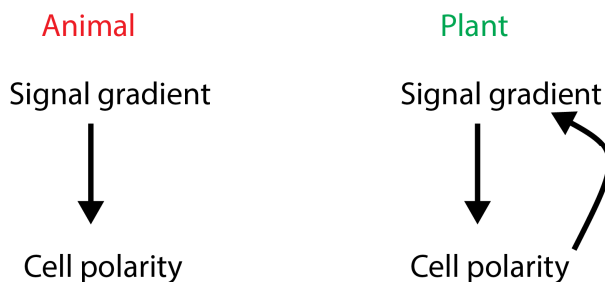 Animal
Plant
Signal gradient
Signal gradient
Cell polarity
Cell polarity